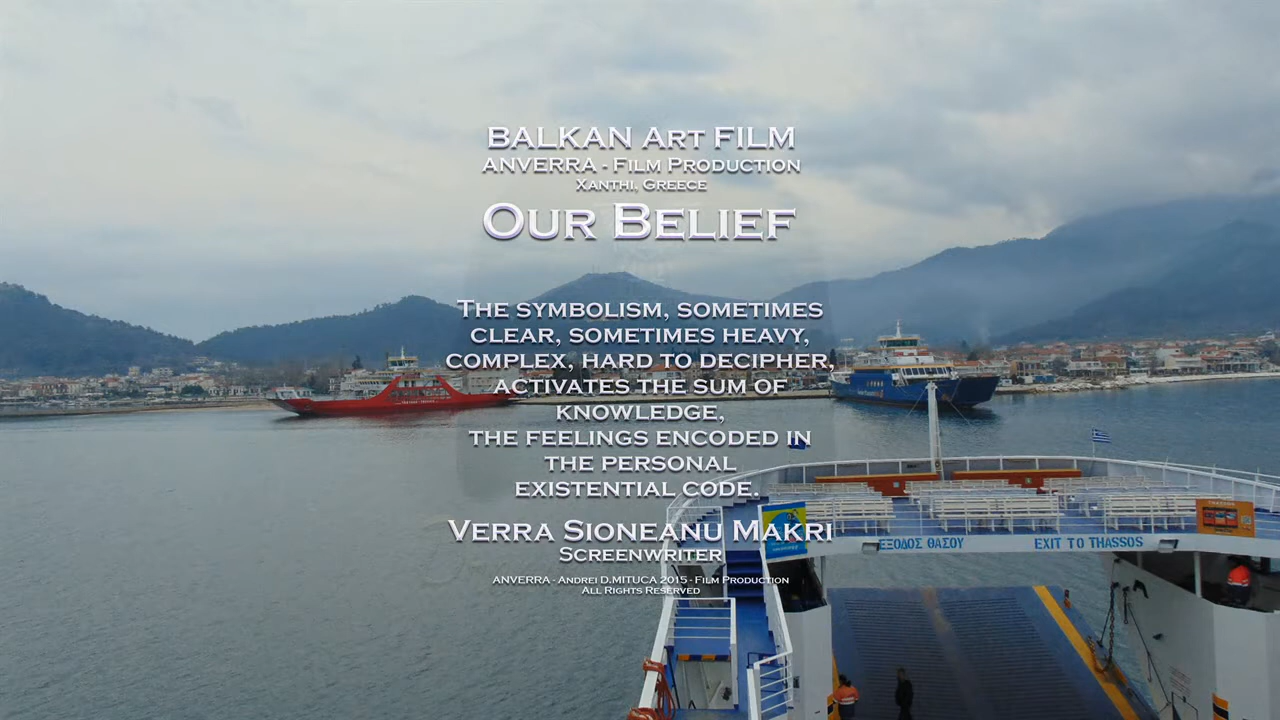 BALKAN Art FILM
ANVERRA - Film Production
Xanthi, Greece
Our Belief
The symbolism, sometimes
clear, sometimes heavy,
complex, hard to decipher,
activates the sum of
knowledge,
the feelings encoded in
the personal
existential code.
Verra Sioneanu Makri
Screenwriter
ANVERRA - Andrei D.MITUCA 2015 - Film Production
All Rights Reserved
ΕΞΟΔΟΣ ΘΑΣΟΥ
EXIT TO THASSOS